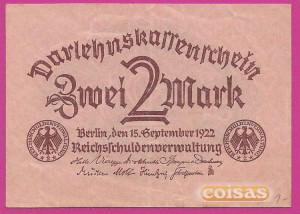 Darlehnskassenschein
Zwei 2 Mark
Berlin, den 15. September 1922
Reichsschuldenverwaltung
coisas